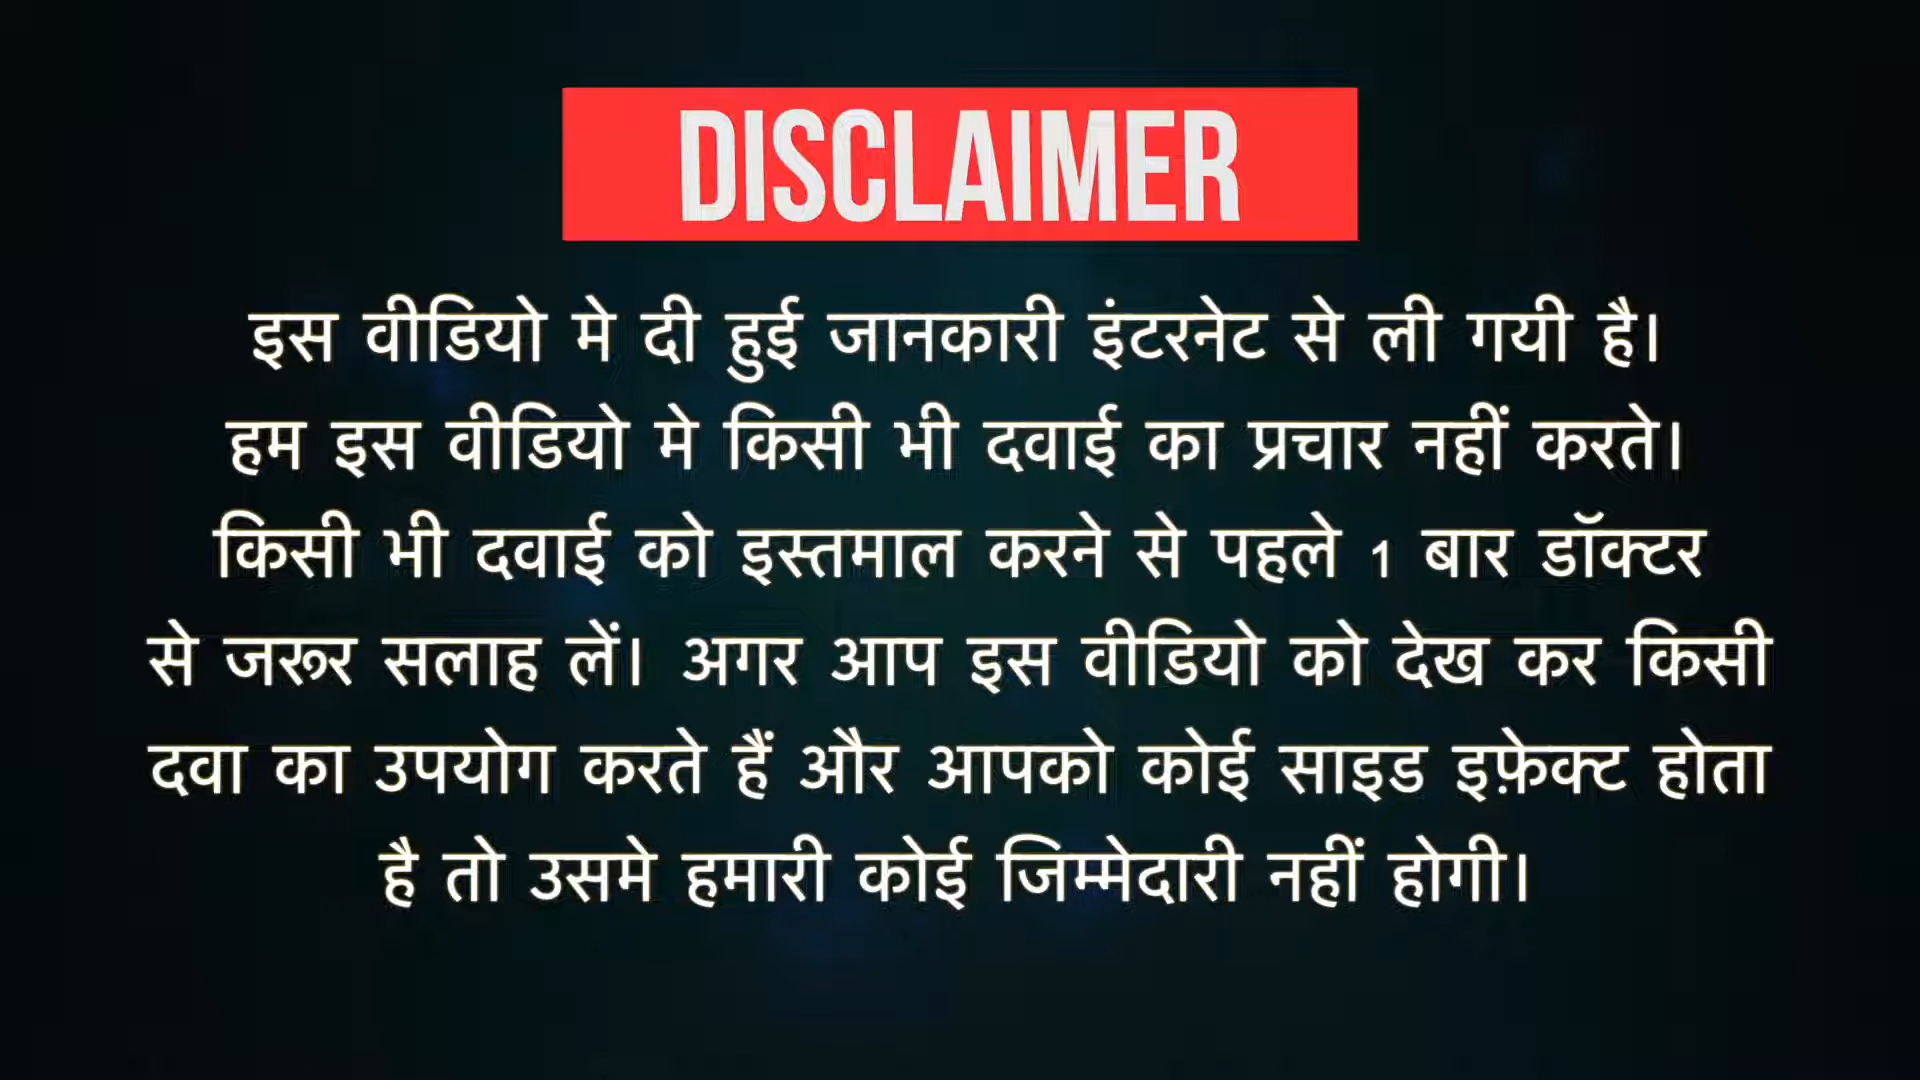 DISCLAIMER
इस वीडियो मे दी हुई जानकारी इंटरनेट से ली गयी है।
हम इस वीडियो मे किसी भी दवाई का प्रचार नहीं करते।
किसी भी दवाई को इस्तमाल करने से पहले 1 बार डॉक्टर
से जरूर सलाह लें। अगर आप इस वीडियो को देख कर किसी
दवा का उपयोग करते हैं और आपको कोई साइड इफ़ेक्ट होता
है तो उसमे हमारी कोई जिम्मेदारी नहीं होगी।